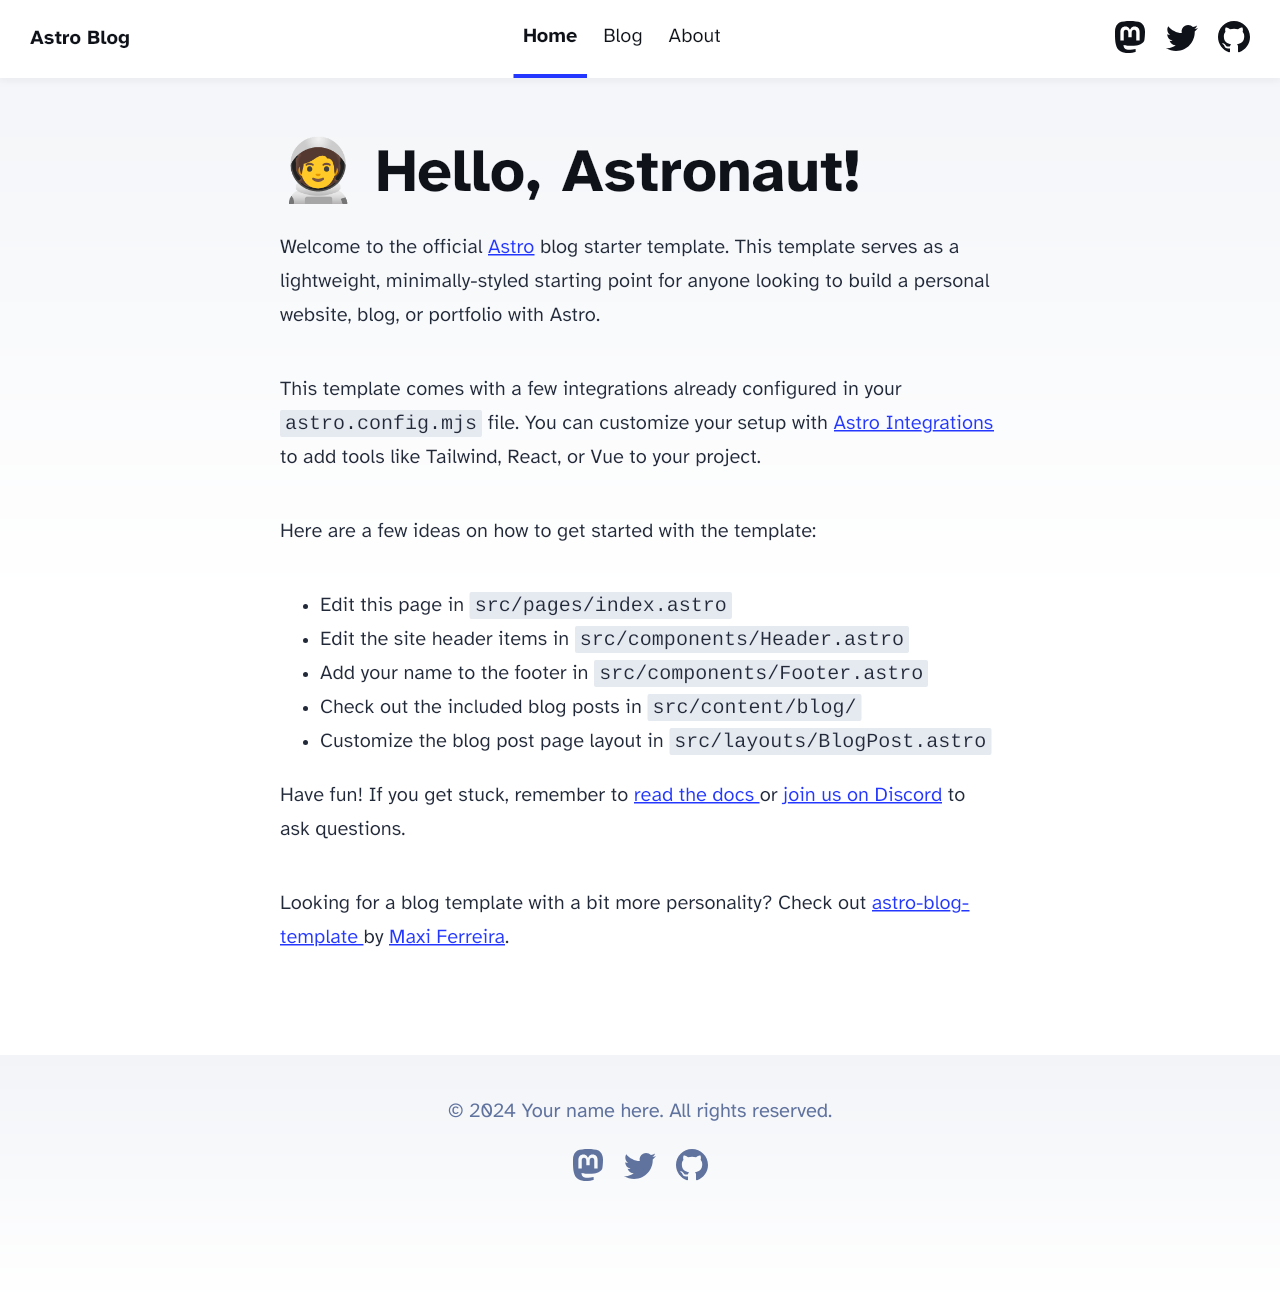 Astro Blog
Home Blog About
🧑‍🚀 Hello, Astronaut!
Welcome to the official Astro blog starter template. This template serves as a
lightweight, minimally-styled starting point for anyone looking to build a personal
website, blog, or portfolio with Astro.
This template comes with a few integrations already configured in your
astro.config.mjs file. You can customize your setup with Astro Integrations
to add tools like Tailwind, React, or Vue to your project.
Here are a few ideas on how to get started with the template:
• Edit this page in src/pages/index.astro
• Edit the site header items in src/components/Header.astro
• Add your name to the footer in src/components/Footer.astro
• Check out the included blog posts in src/content/blog/
• Customize the blog post page layout in src/layouts/BlogPost.astro
Have fun! If you get stuck, remember to read the docs or join us on Discord to
ask questions.
Looking for a blog template with a bit more personality? Check out astro-blog-
template by Maxi Ferreira.
© 2024 Your name here. All rights reserved.